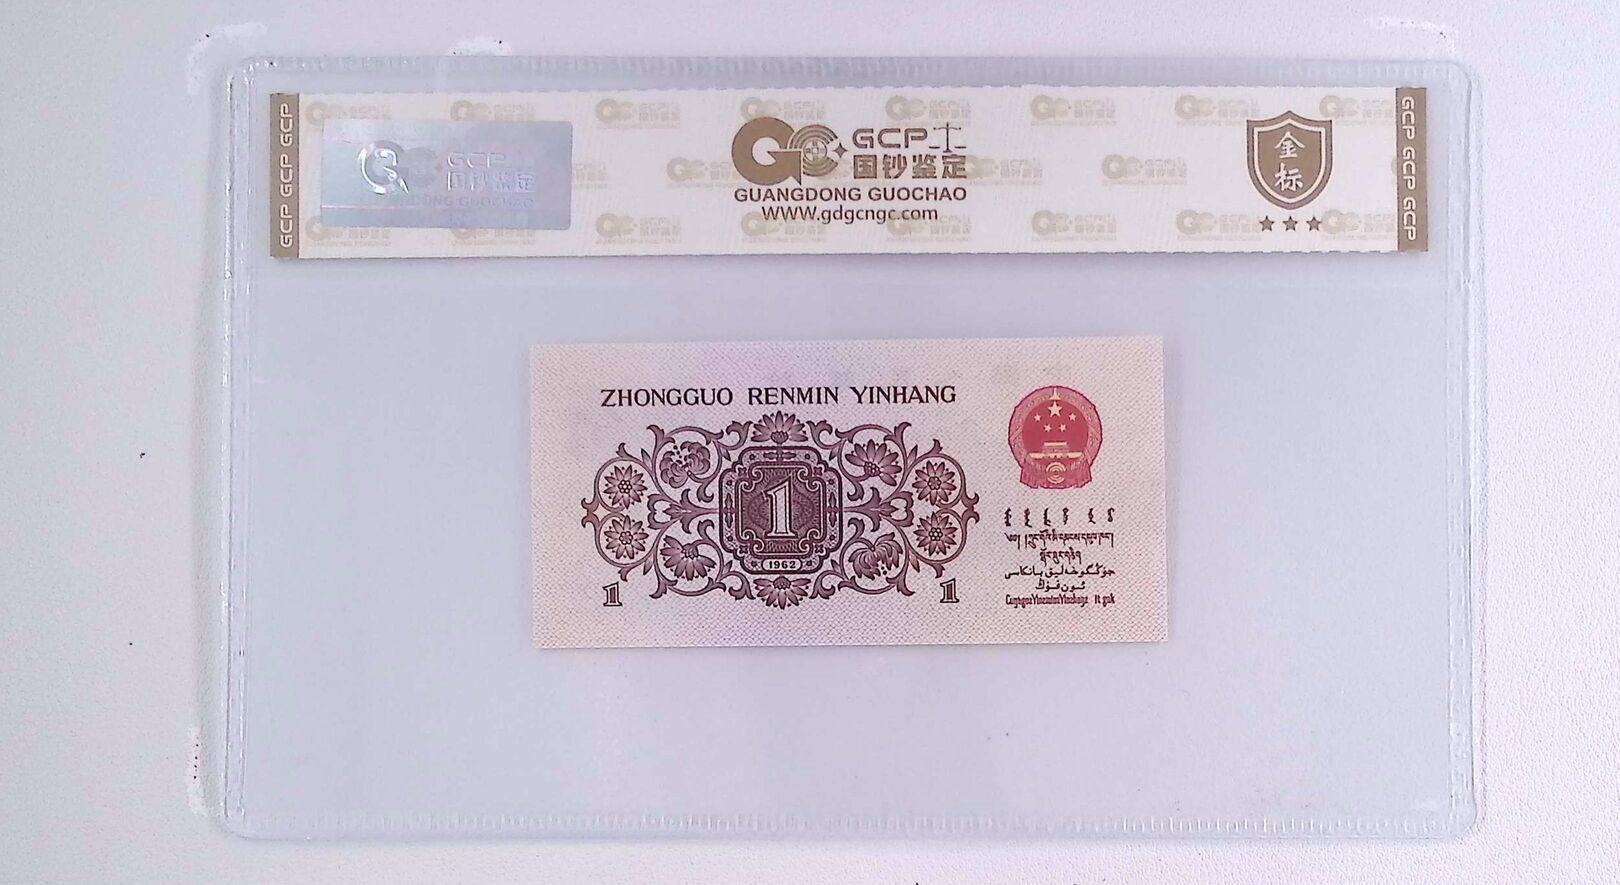 GCP GCP GCP
GCP
国钞鉴定
GUANGDONG GUOCHAO
GCP
国钞鉴定
GUANGDONG GUOCHAO
WWW.gdgcngc.com
金标
GCP GCP GCP
ZHONGGUO RENMIN YINHANG
1
1962
1
1